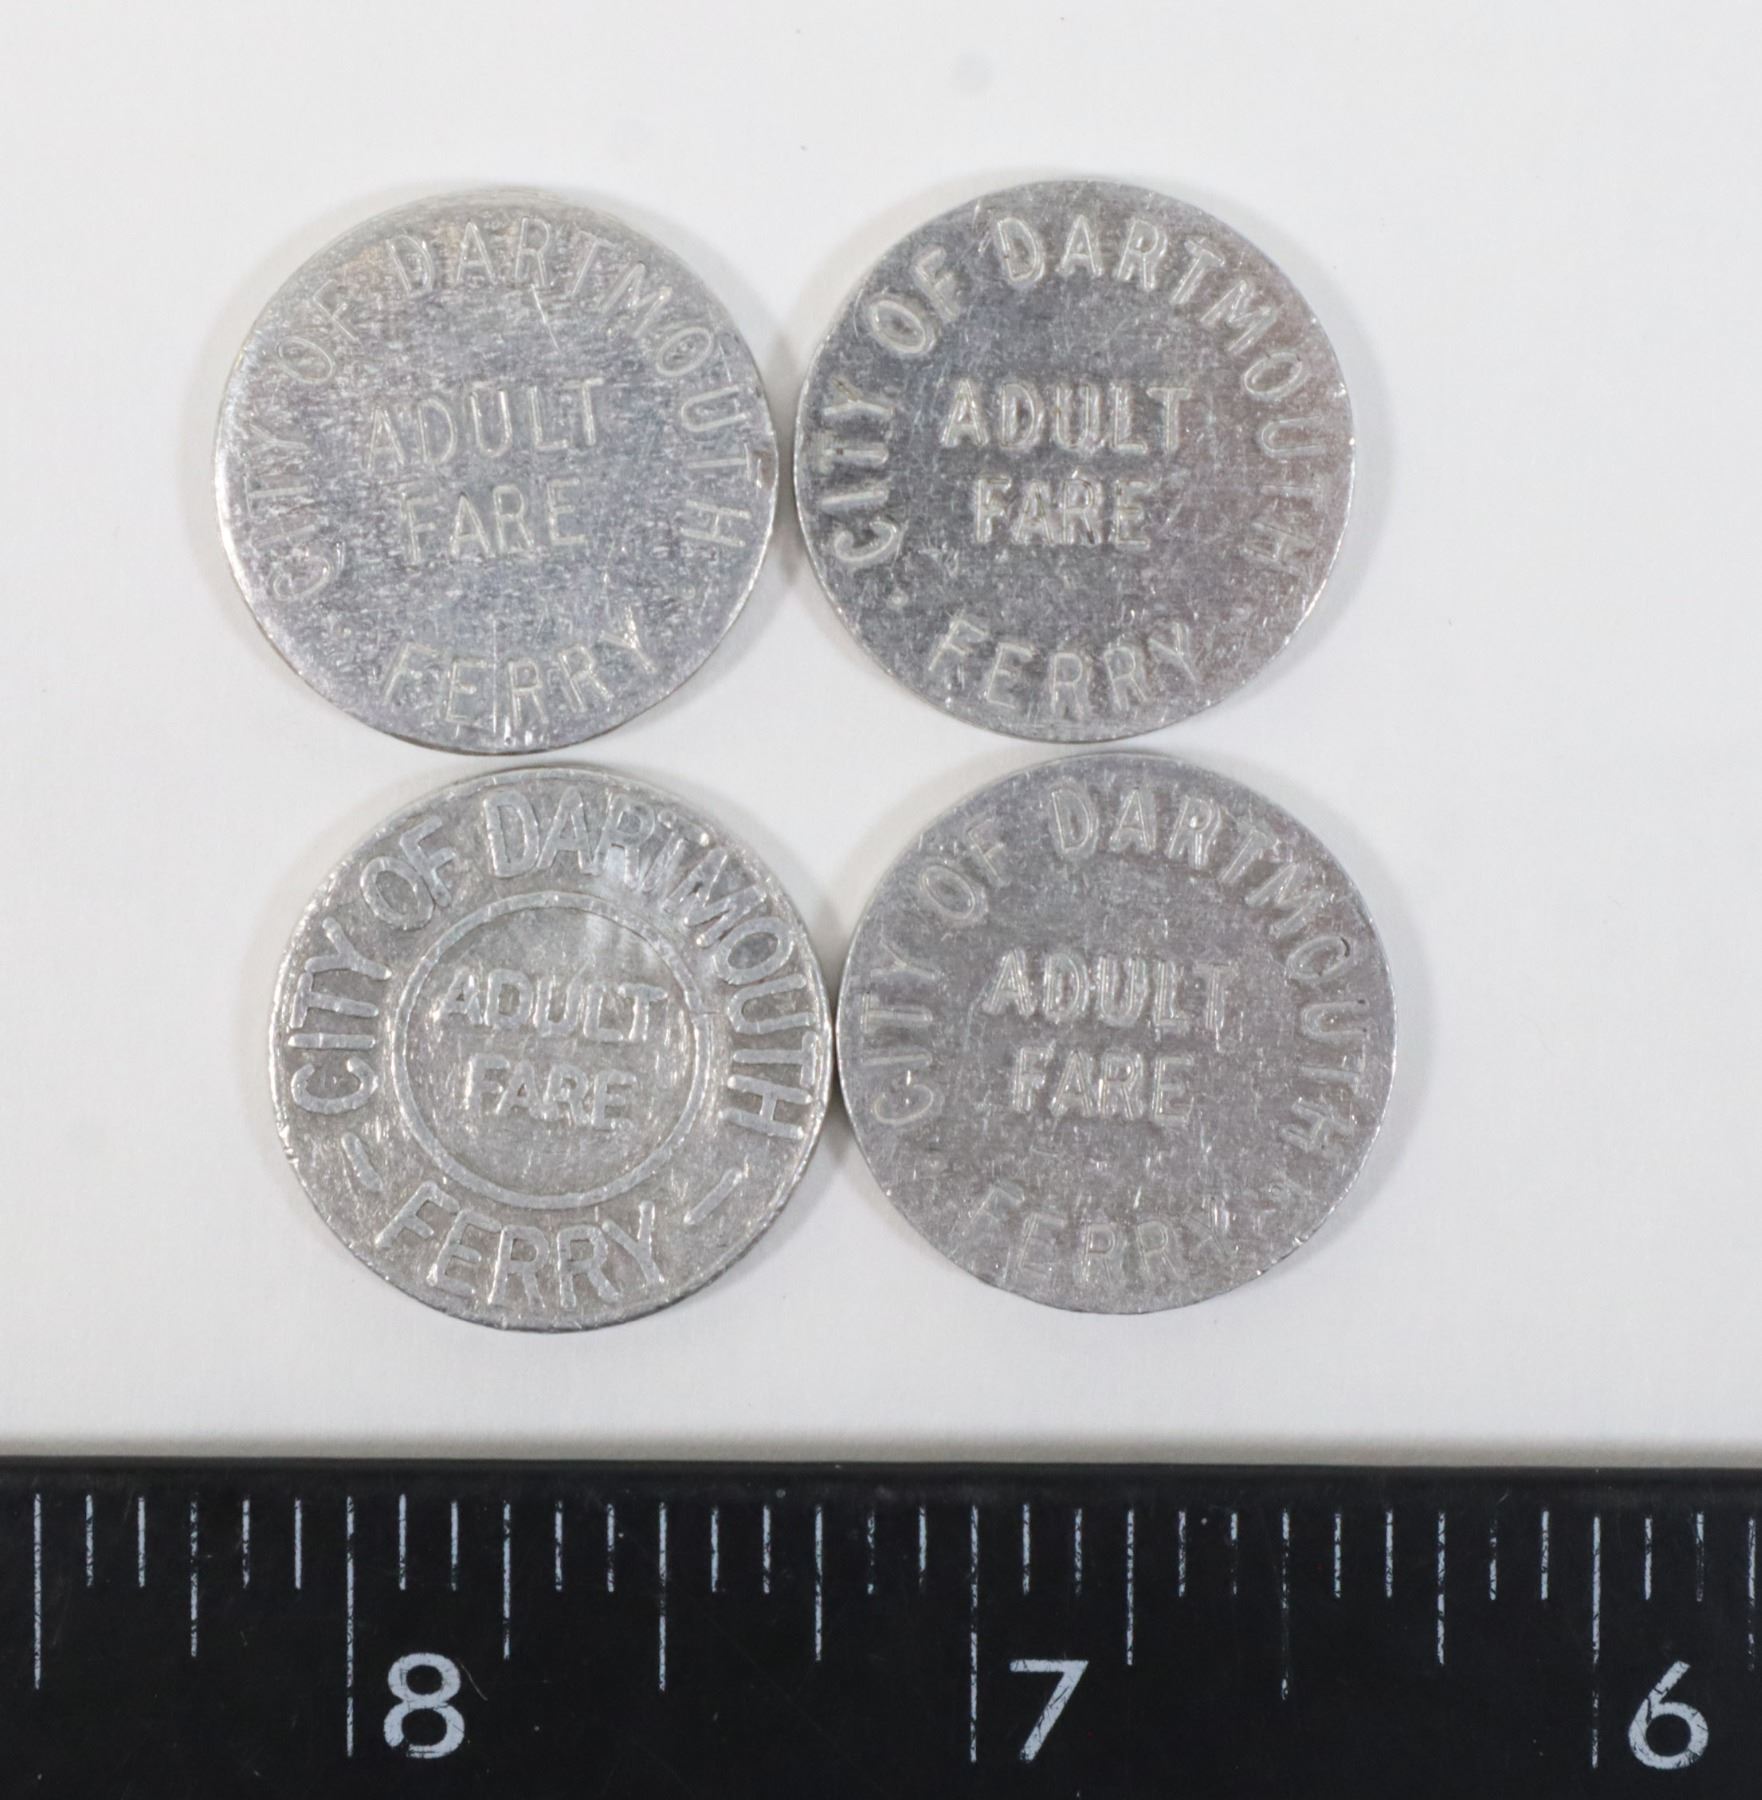 CITY OF DARTMOUTH
ADULT
FARE
FERRY
CITY OF DARTMOUTH
ADULT
FARE
FERRY
CITY OF DARTMOUTH
ADULT
FARE
- FERRY -
CITY OF DARTMOUTH
ADULT
FARE
FERRY
8 7 6